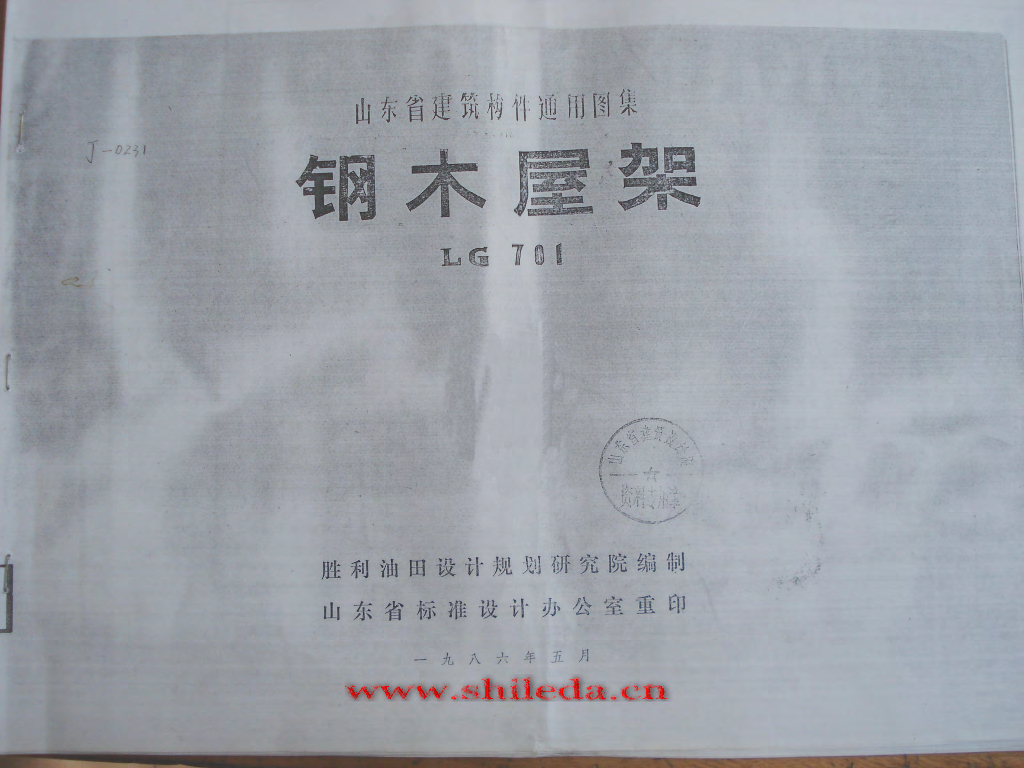 山东省建筑构件通用图集
J-0231
钢木屋架
LG 701
胜利油田设计规划研究院编制
山东省标准设计办公室重印
一九八六年五月
www.shileda.cn